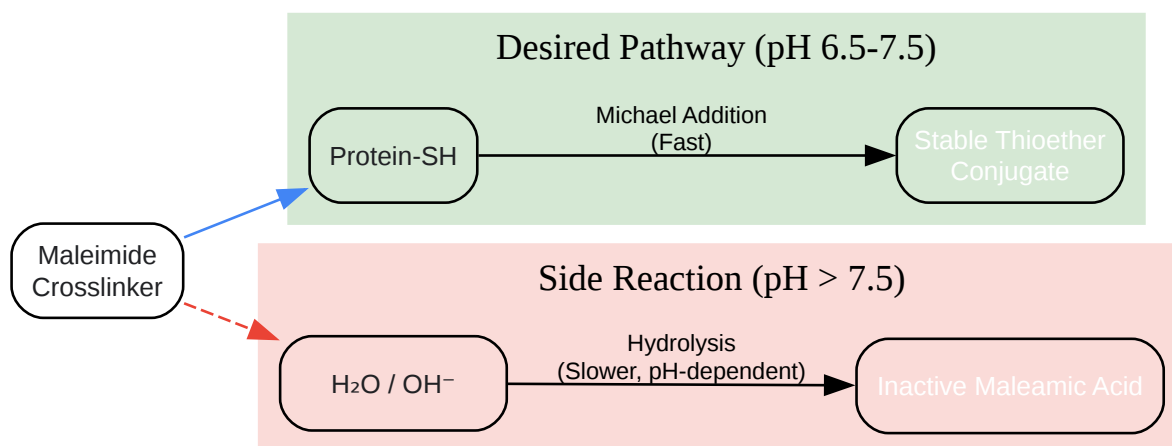 Desired Pathway (pH 6.5-7.5)
Michael Addition
(Fast)
Protein-SH
Stable Thioether
Conjugate
Maleimide
Crosslinker
Side Reaction (pH > 7.5)
Hydrolysis
(Slower, pH-dependent)
H₂O / OH⁻
Inactive Maleamic Acid